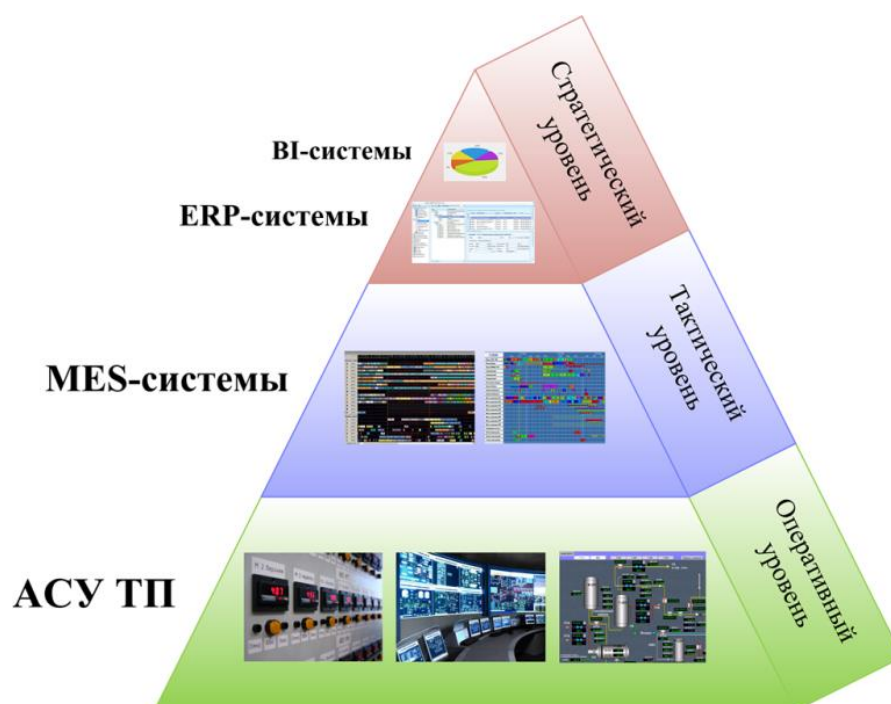 BI-системы
ERP-системы
MES-системы
АСУ ТП
Стратегический
уровень
Тактический
уровень
Оперативный
уровень